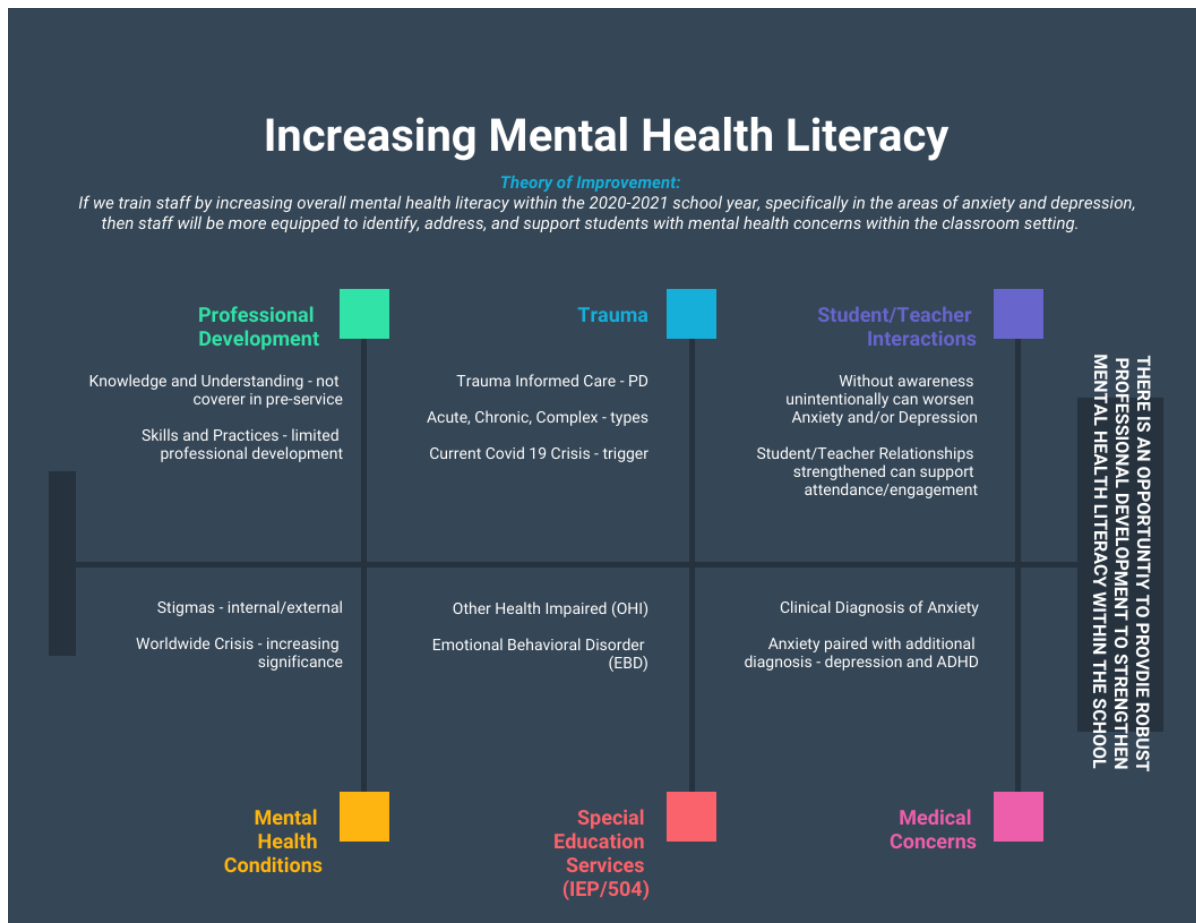 Increasing Mental Health Literacy
Theory of Improvement:
If we train staff by increasing overall mental health literacy within the 2020-2021 school year, specifically in the areas of anxiety and depression,
then staff will be more equipped to identify, address, and support students with mental health concerns within the classroom setting.
Professional
Development
Knowledge and Understanding - not
coverer in pre-service
Skills and Practices - limited
professional development
Trauma
Trauma Informed Care - PD
Acute, Chronic, Complex - types
Current Covid 19 Crisis - trigger
Student/Teacher
Interactions
Without awareness
unintentionally can worsen
Anxiety and/or Depression
Student/Teacher Relationships
strengthened can support
attendance/engagement
THERE IS AN OPPORTUNTIY TO PROVDIE ROBUST
PROFESSIONAL DEVELOPMENT TO STRENGTHEN
MENTAL HEALTH LITERACY WITHIN THE SCHOOL
Stigmas - internal/external
Worldwide Crisis - increasing
significance
Mental
Health
Conditions
Other Health Impaired (OHI)
Emotional Behavioral Disorder
(EBD)
Special
Education
Services
(IEP/504)
Clinical Diagnosis of Anxiety
Anxiety paired with additional
diagnosis - depression and ADHD
Medical
Concerns